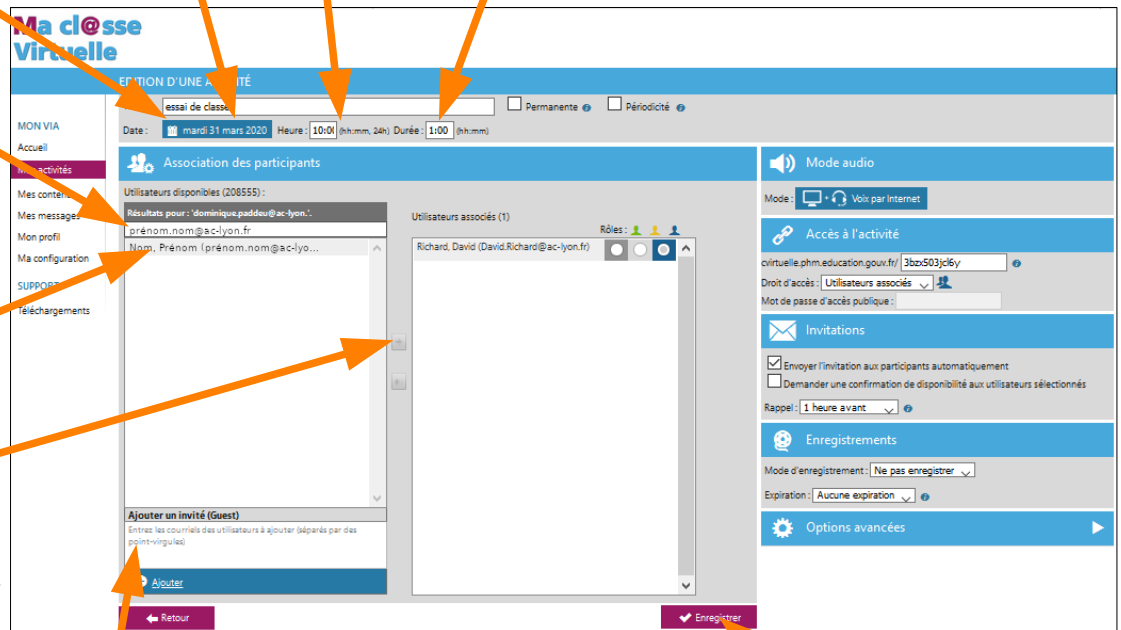 Ma cl@sse
Virtuelle
EDITION D'UNE
essai de classe
Permanente
Périodicité
Date : mardi 31 mars 2020 Heure : 10:0( (hh:mm, 24h) Durée : 1:00 (hh:mm)
MON VIA
Accueil
Mes activités
Mes messages
Mon profil
Ma configuration
SUPPORT
Téléchargements
Association des participants
Utilisateurs disponibles (208555) :
Résultats pour : 'dominique.paddeu@ac-lyon.'.
prénom.nom@ac-lyon.fr
Nom, Prénom (prénom.nom@ac-lyo...
Ajouter un invité (Guest)
Entrez les courriels des utilisateurs à ajouter (séparés par des
point-virgules)
Ajouter
Utilisateurs associés (1)
Rôles :
Richard, David (David.Richard@ac-lyon.fr)
Retour
Enregistrer
Mode audio
Mode : + Voix par Internet
Accès à l'activité
cvirtuelle.phm.education.gouv.fr/ 3bzx503jcl6y
Droit d'accès : Utilisateurs associés
Mot de passe d'accès publique :
Invitations
Envoyer l'invitation aux participants automatiquement
Demander une confirmation de disponibilité aux utilisateurs sélectionnés
Rappel : 1 heure avant
Enregistrements
Mode d'enregistrement : Ne pas enregistrer
Expiration : Aucune expiration
Options avancées